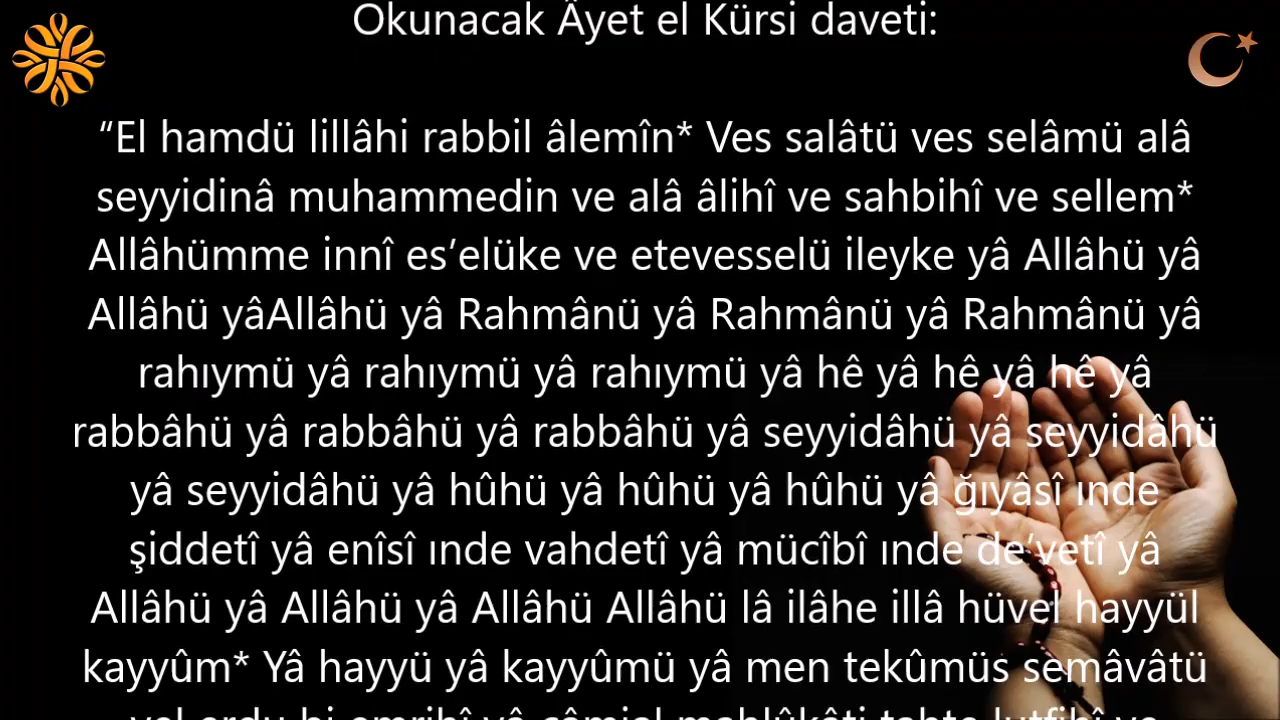 Okunacak Âyet el Kürsi daveti:
“El hamdü lillâhi rabbil âlemîn* Ves salâtü ves selâmü alâ
seyyidinâ muhammedin ve alâ âlihî ve sahbihî ve sellem*
Allâhümme innî es’elüke ve etevesselü ileyke yâ Allâhü yâ
Allâhü yâAllâhü yâ Rahmânü yâ Rahmânü yâ Rahmânü yâ
rahıymü yâ rahıymü yâ rahıymü yâ hê yâ hê yâ hê yâ
rabbâhü yâ rabbâhü yâ rabbâhü yâ seyyidâhü yâ seyyidâhü
yâ seyyidâhü yâ hûhü yâ hûhü yâ hûhü yâ ğıyâsî ınde
şiddetî yâ enîsî ınde vahdetî yâ mücîbî ınde de’vetî yâ
Allâhü yâ Allâhü yâ Allâhü Allâhü lâ ilâhe illâ hüvel hayyül
kayyûm* Yâ hayyü yâ kayyûmü yâ men tekûmüs semâvâtü